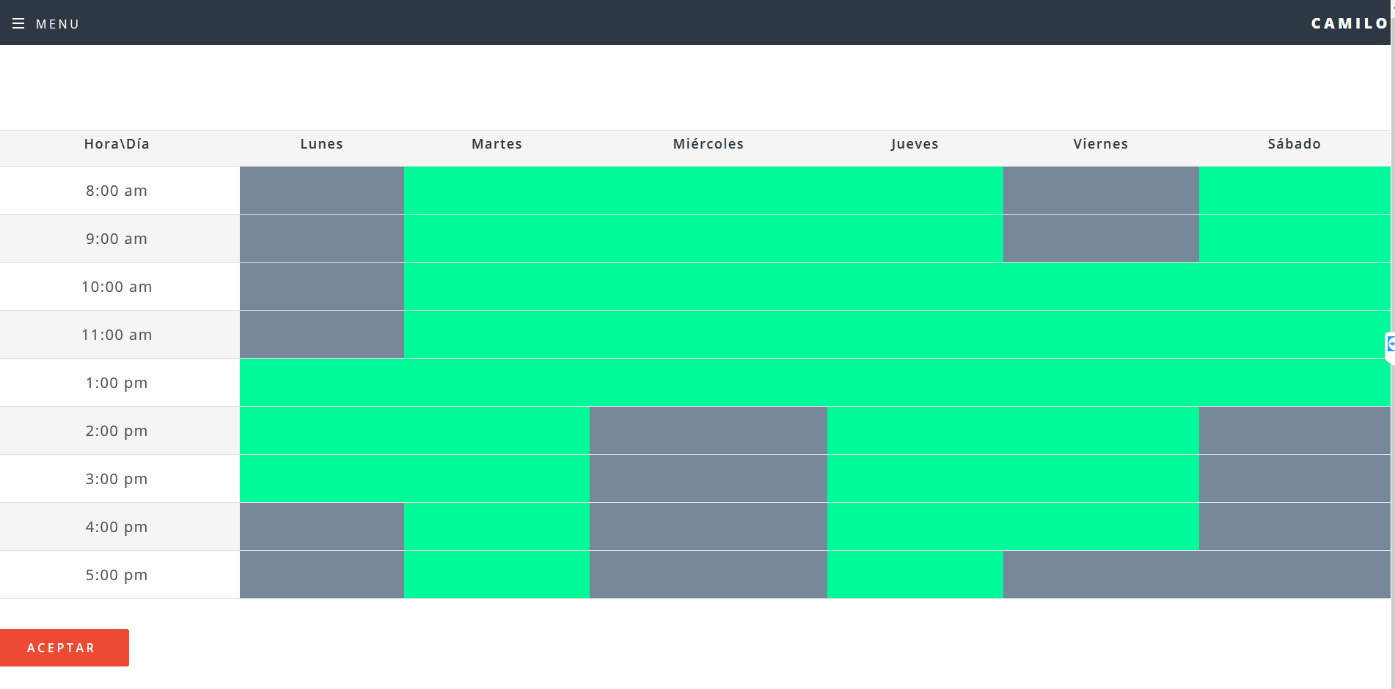 ☰ MENU
CAMILO
Hora\Día Lunes Martes Miércoles Jueves Viernes Sábado
8:00 am
9:00 am
10:00 am
11:00 am
1:00 pm
2:00 pm
3:00 pm
4:00 pm
5:00 pm
ACEPTAR